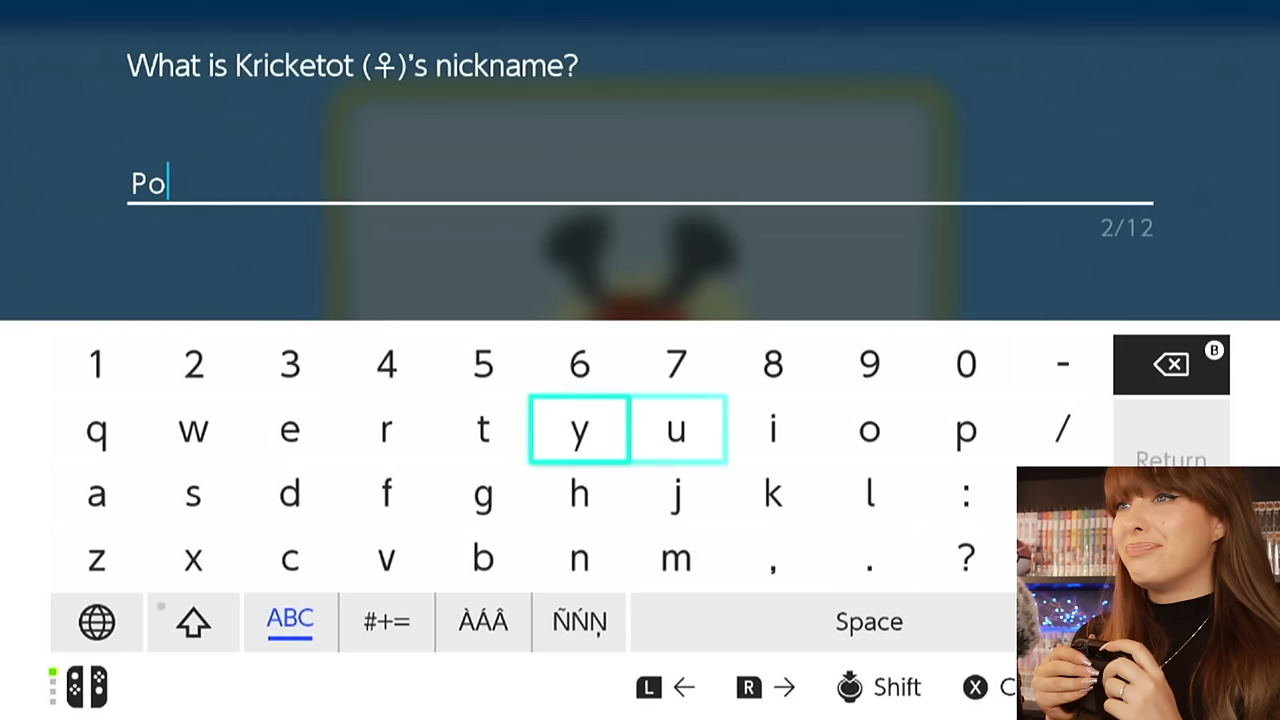 What is Kricketot (♀)'s nickname?
Po
2/12
1 2 3 4 5 6 7 8 9 0 -
B
q w e r t y u i o p /
Return
a s d f g h j k l :
z x c v b n m , . ?
ABC #+= ÀÁÂ ÑŃŅ Space
L ← R → Shift X C